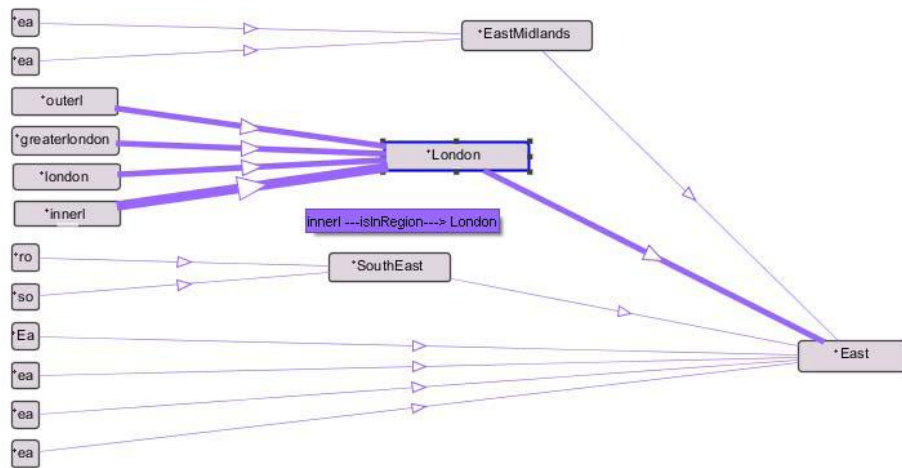 *ea
*EastMidlands
*ea
*outerl
*greaterlondon
*London
*london
*innerl
innerl ---isInRegion---> London
*ro
*SouthEast
*so
*Ea
*East
*ea
*ea
*ea